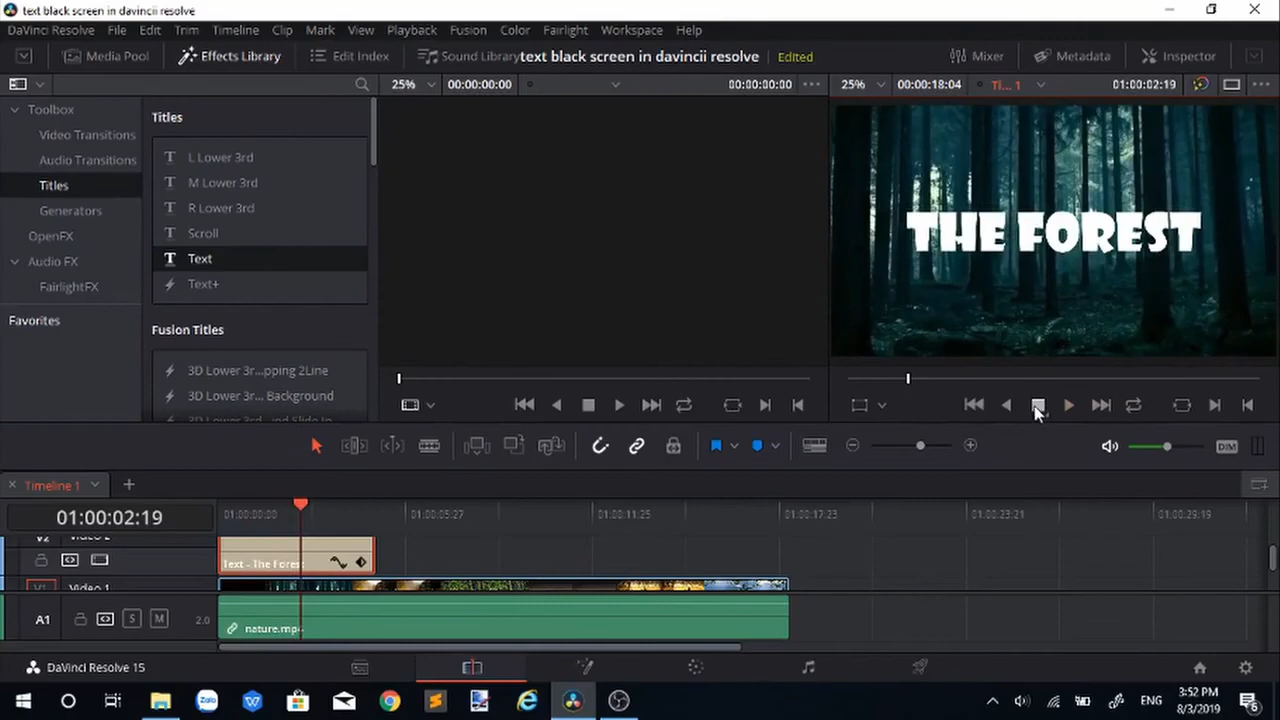 text black screen in davincii resolve
DaVinci Resolve File Edit Trim Timeline Clip Mark View Playback Fusion Color Fairlight Workspace Help
Media Pool Effects Library Edit Index Sound Library text black screen in davincii resolve Edited Mixer Metadata Inspector
25% 00:00:00:00 00:00:00:00 25% 00:00:18:04 Ti... 1 01:00:02:19
Toolbox
Video Transitions
Audio Transitions
Titles
Generators
OpenFX
Audio FX
FairlightFX
Favorites
Titles
L Lower 3rd
M Lower 3rd
R Lower 3rd
Scroll
Text
Text+
Fusion Titles
3D Lower 3r...pping 2Line
3D Lower 3r... Background
THE FOREST
DIM
Timeline 1
01:00:02:19 01:00:00:00 01:00:05:27 01:00:11:25 01:00:17:23 01:00:23:21 01:00:29:19
Text - The Forest
V1 Video 1
A1 S M 2.0
nature.mp4
DaVinci Resolve 15
Zalo
ENG
3:52 PM
8/3/2019
6